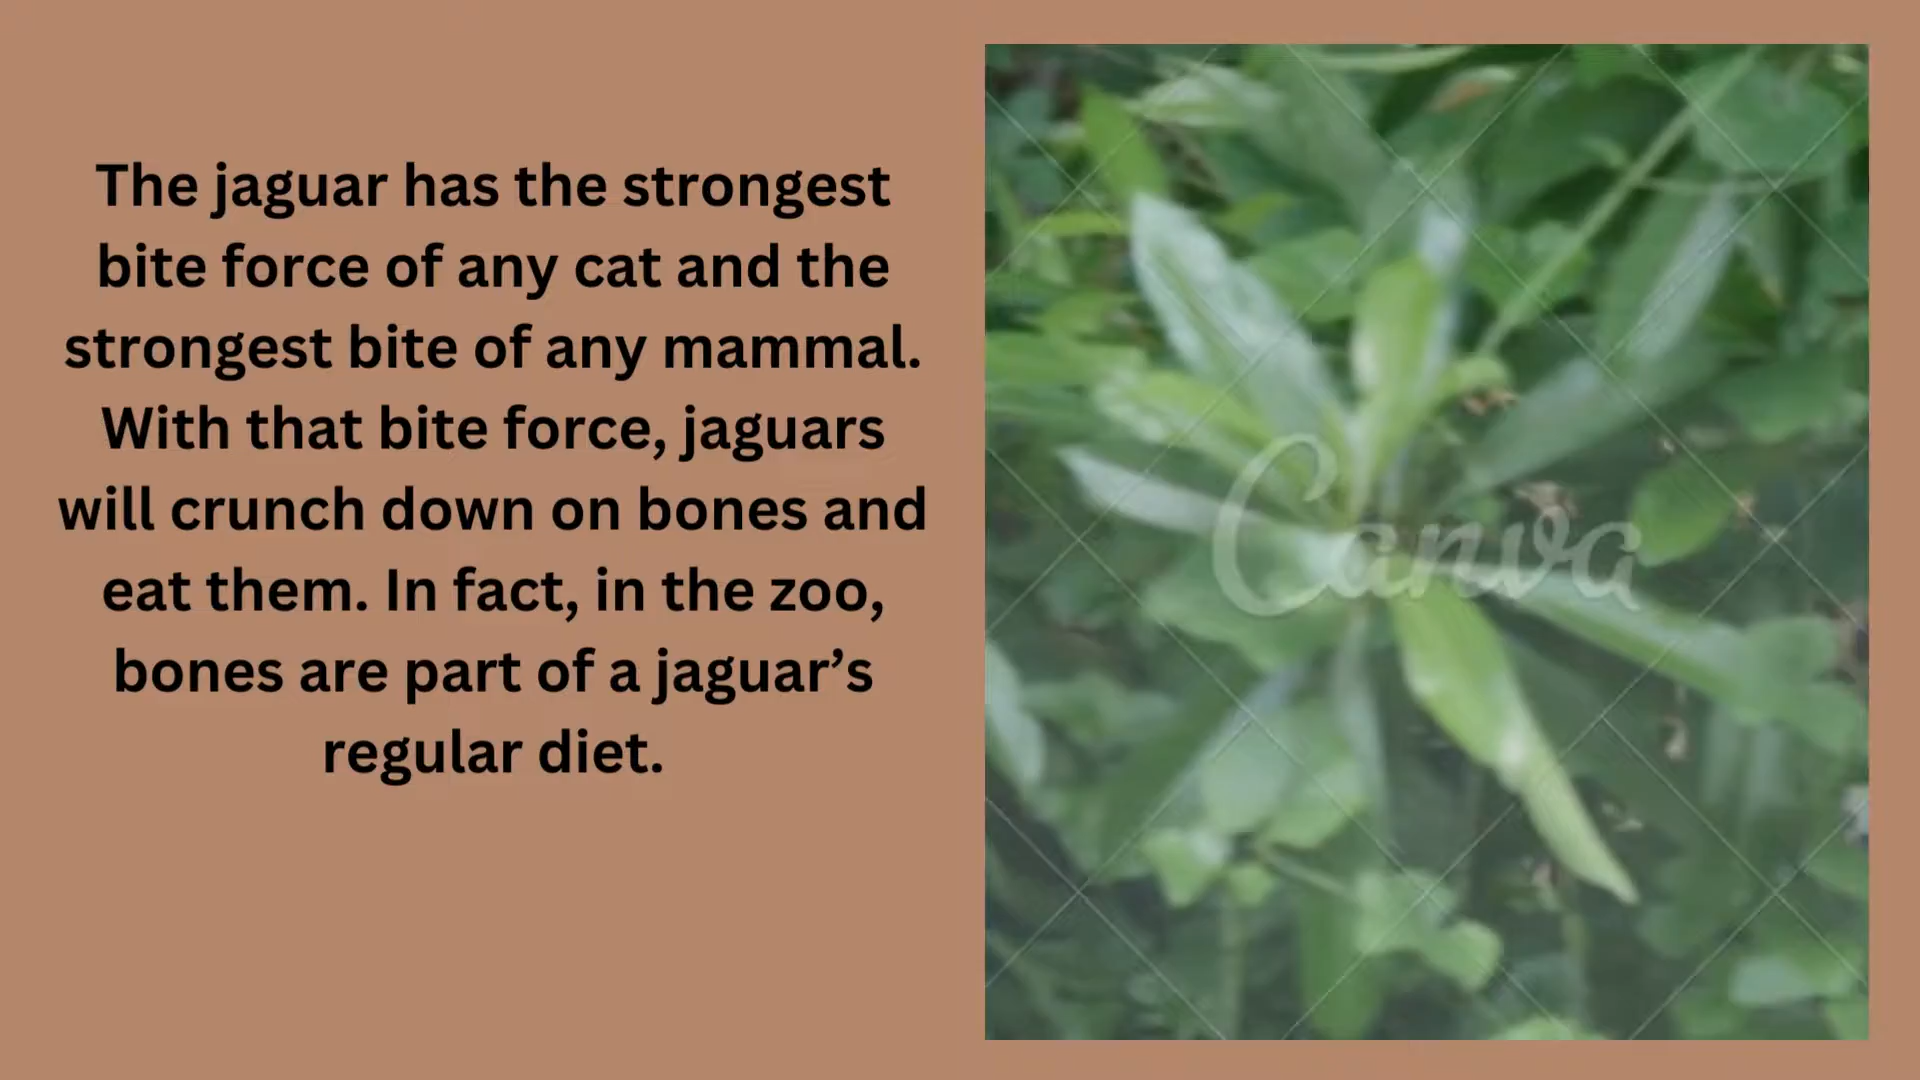 The jaguar has the strongest
bite force of any cat and the
strongest bite of any mammal.
With that bite force, jaguars
will crunch down on bones and
eat them. In fact, in the zoo,
bones are part of a jaguar’s
regular diet.
Canva